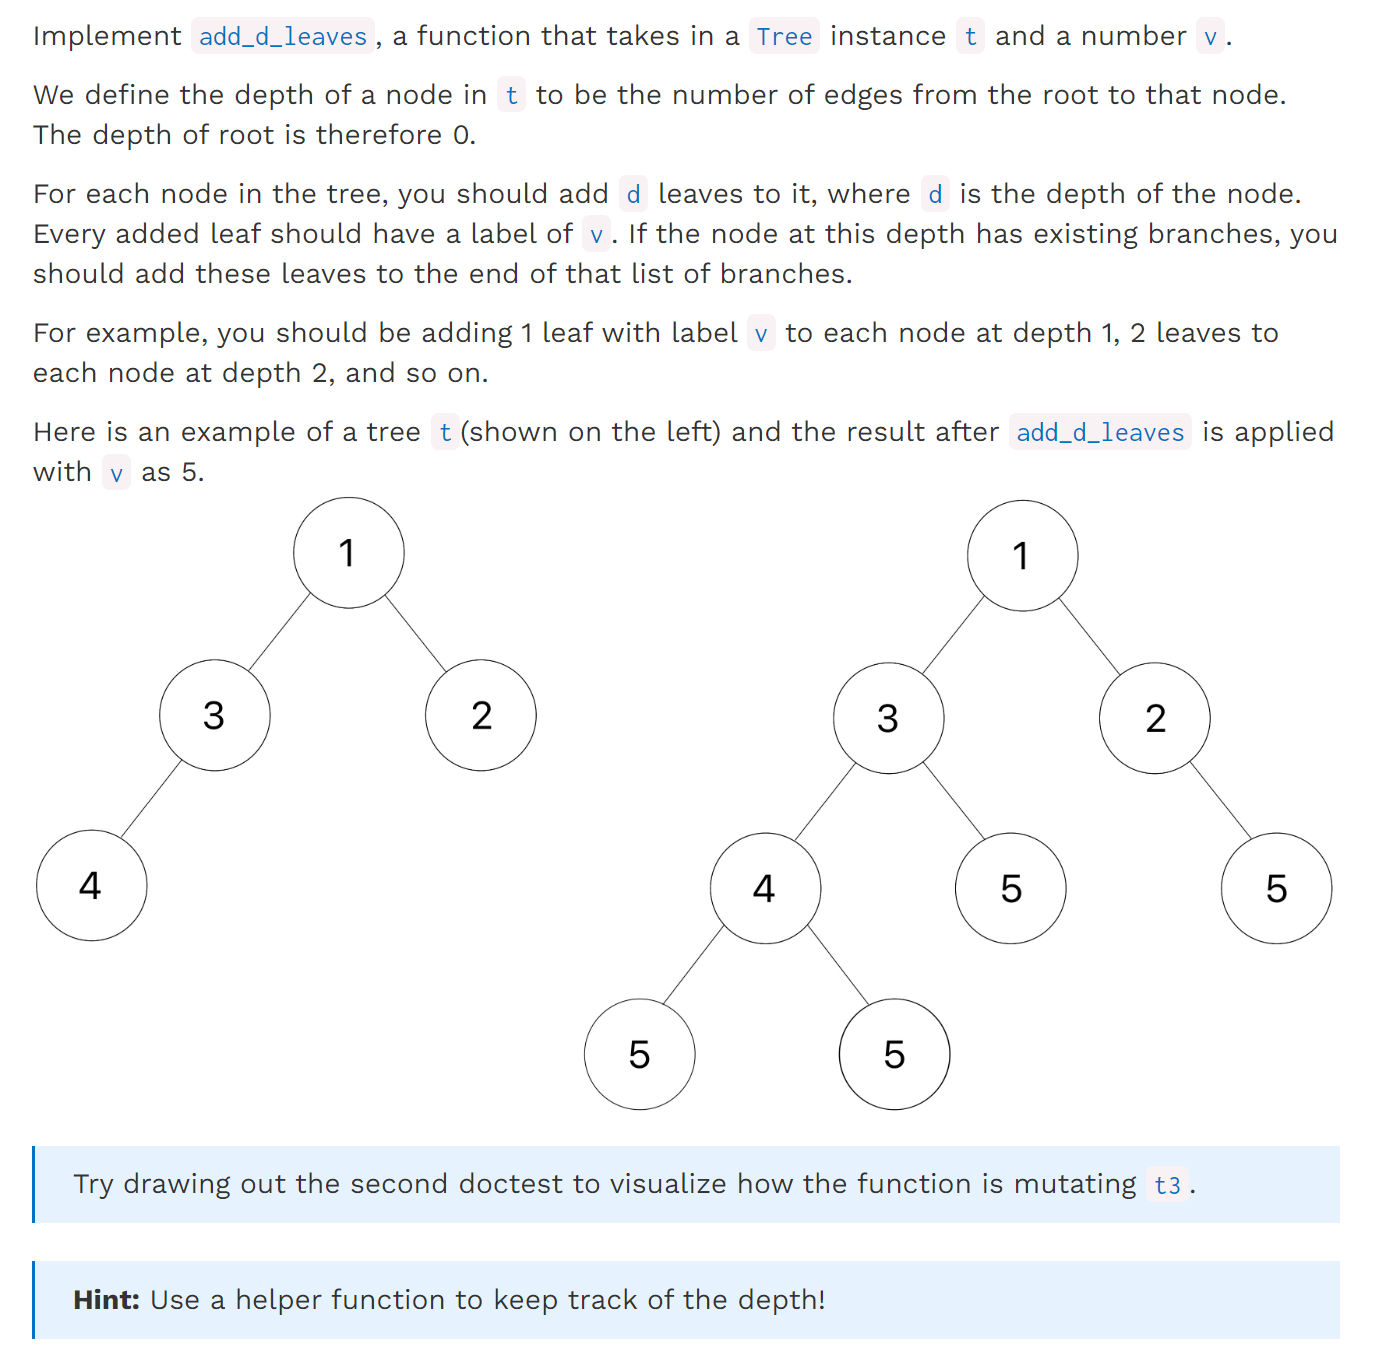 Implement add_d_leaves, a function that takes in a Tree instance t and a number v.
We define the depth of a node in t to be the number of edges from the root to that node.
The depth of root is therefore 0.
For each node in the tree, you should add d leaves to it, where d is the depth of the node.
Every added leaf should have a label of v. If the node at this depth has existing branches, you
should add these leaves to the end of that list of branches.
For example, you should be adding 1 leaf with label v to each node at depth 1, 2 leaves to
each node at depth 2, and so on.
Here is an example of a tree t (shown on the left) and the result after add_d_leaves is applied
with v as 5.
1
3 2
4
1
3 2
4 5 5
5 5
Try drawing out the second doctest to visualize how the function is mutating t3.
Hint: Use a helper function to keep track of the depth!